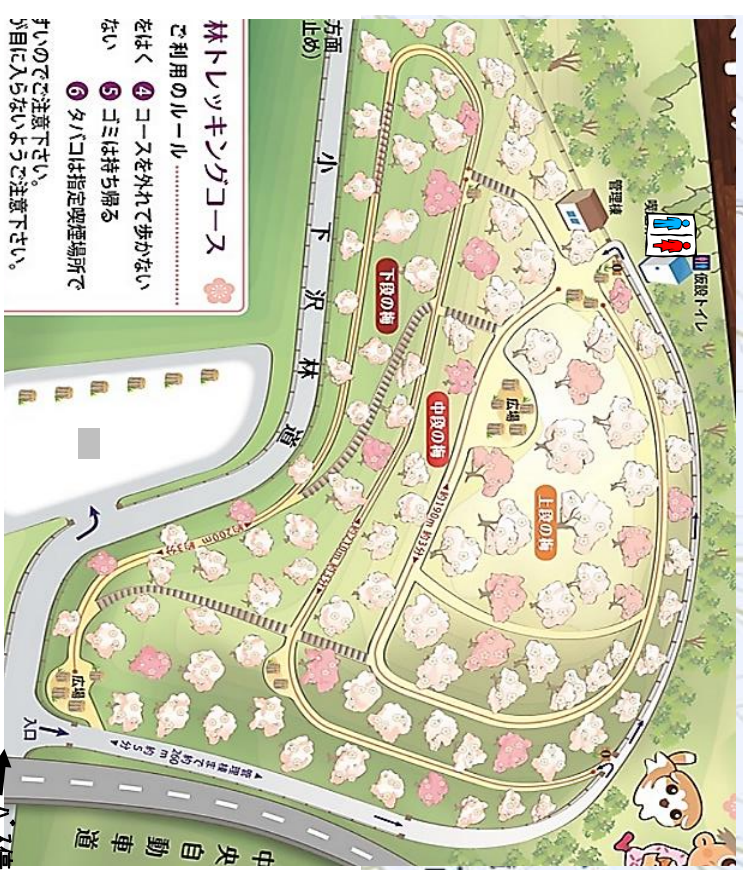 林トレッキングコース
ご利用のルール
をはく ❹ コースを外れて歩かない
ない ❺ ゴミは持ち帰る
❻ タバコは指定喫煙場所で
すいのでご注意下さい。
が目に入らないようご注意下さい。
方面
止め)
小下沢林道
管理棟
仮設トイレ
下段の梅
中段の梅
上段の梅
広場
◀約190m 約3分▶
◀約210m 約3分▶
◀約200m 約3分▶
広場
入口
◀管理棟まで約260m 約5分▶
中央自動車道
バス停